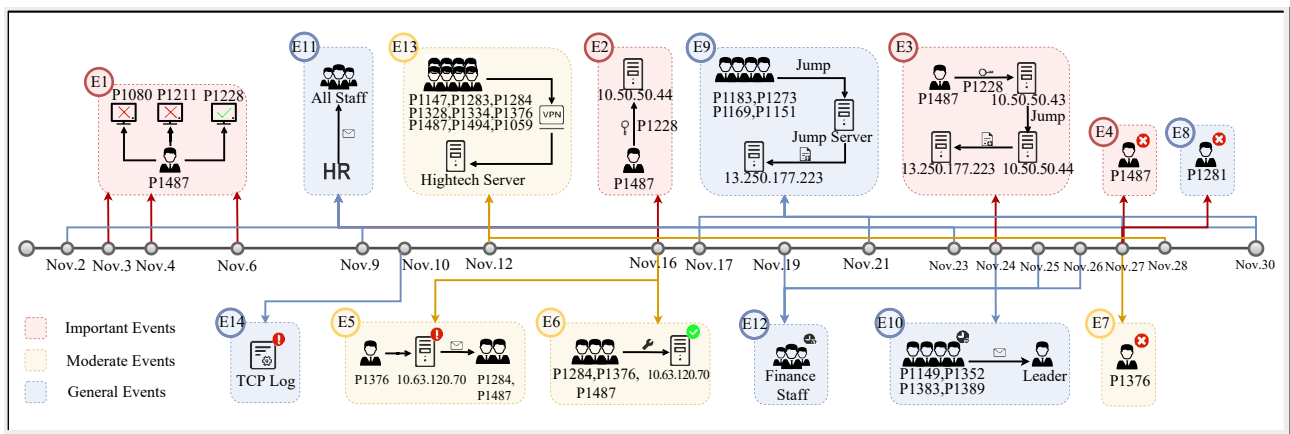 E1
P1080 P1211 P1228
P1487
E11
All Staff
HR
E13
P1147,P1283,P1284
P1328,P1334,P1376
P1487,P1494,P1059
VPN
Hightech Server
E2
10.50.50.44
P1228
P1487
E9
Jump
P1183,P1273
P1169,P1151
Jump Server
13.250.177.223
E3
P1487
P1228
10.50.50.43
Jump
13.250.177.223
10.50.50.44
E4
P1487
E8
P1281
Nov.2 Nov.3 Nov.4 Nov.6 Nov.9 Nov.10 Nov.12 Nov.16 Nov.17 Nov.19 Nov.21 Nov.23 Nov.24 Nov.25 Nov.26 Nov.27 Nov.28 Nov.30
Important Events
Moderate Events
General Events
E14
TCP Log
E5
P1376
10.63.120.70
P1284,
P1487
E6
P1284,P1376,
P1487
10.63.120.70
E12
Finance
Staff
E10
P1149,P1352
P1383,P1389
Leader
E7
P1376